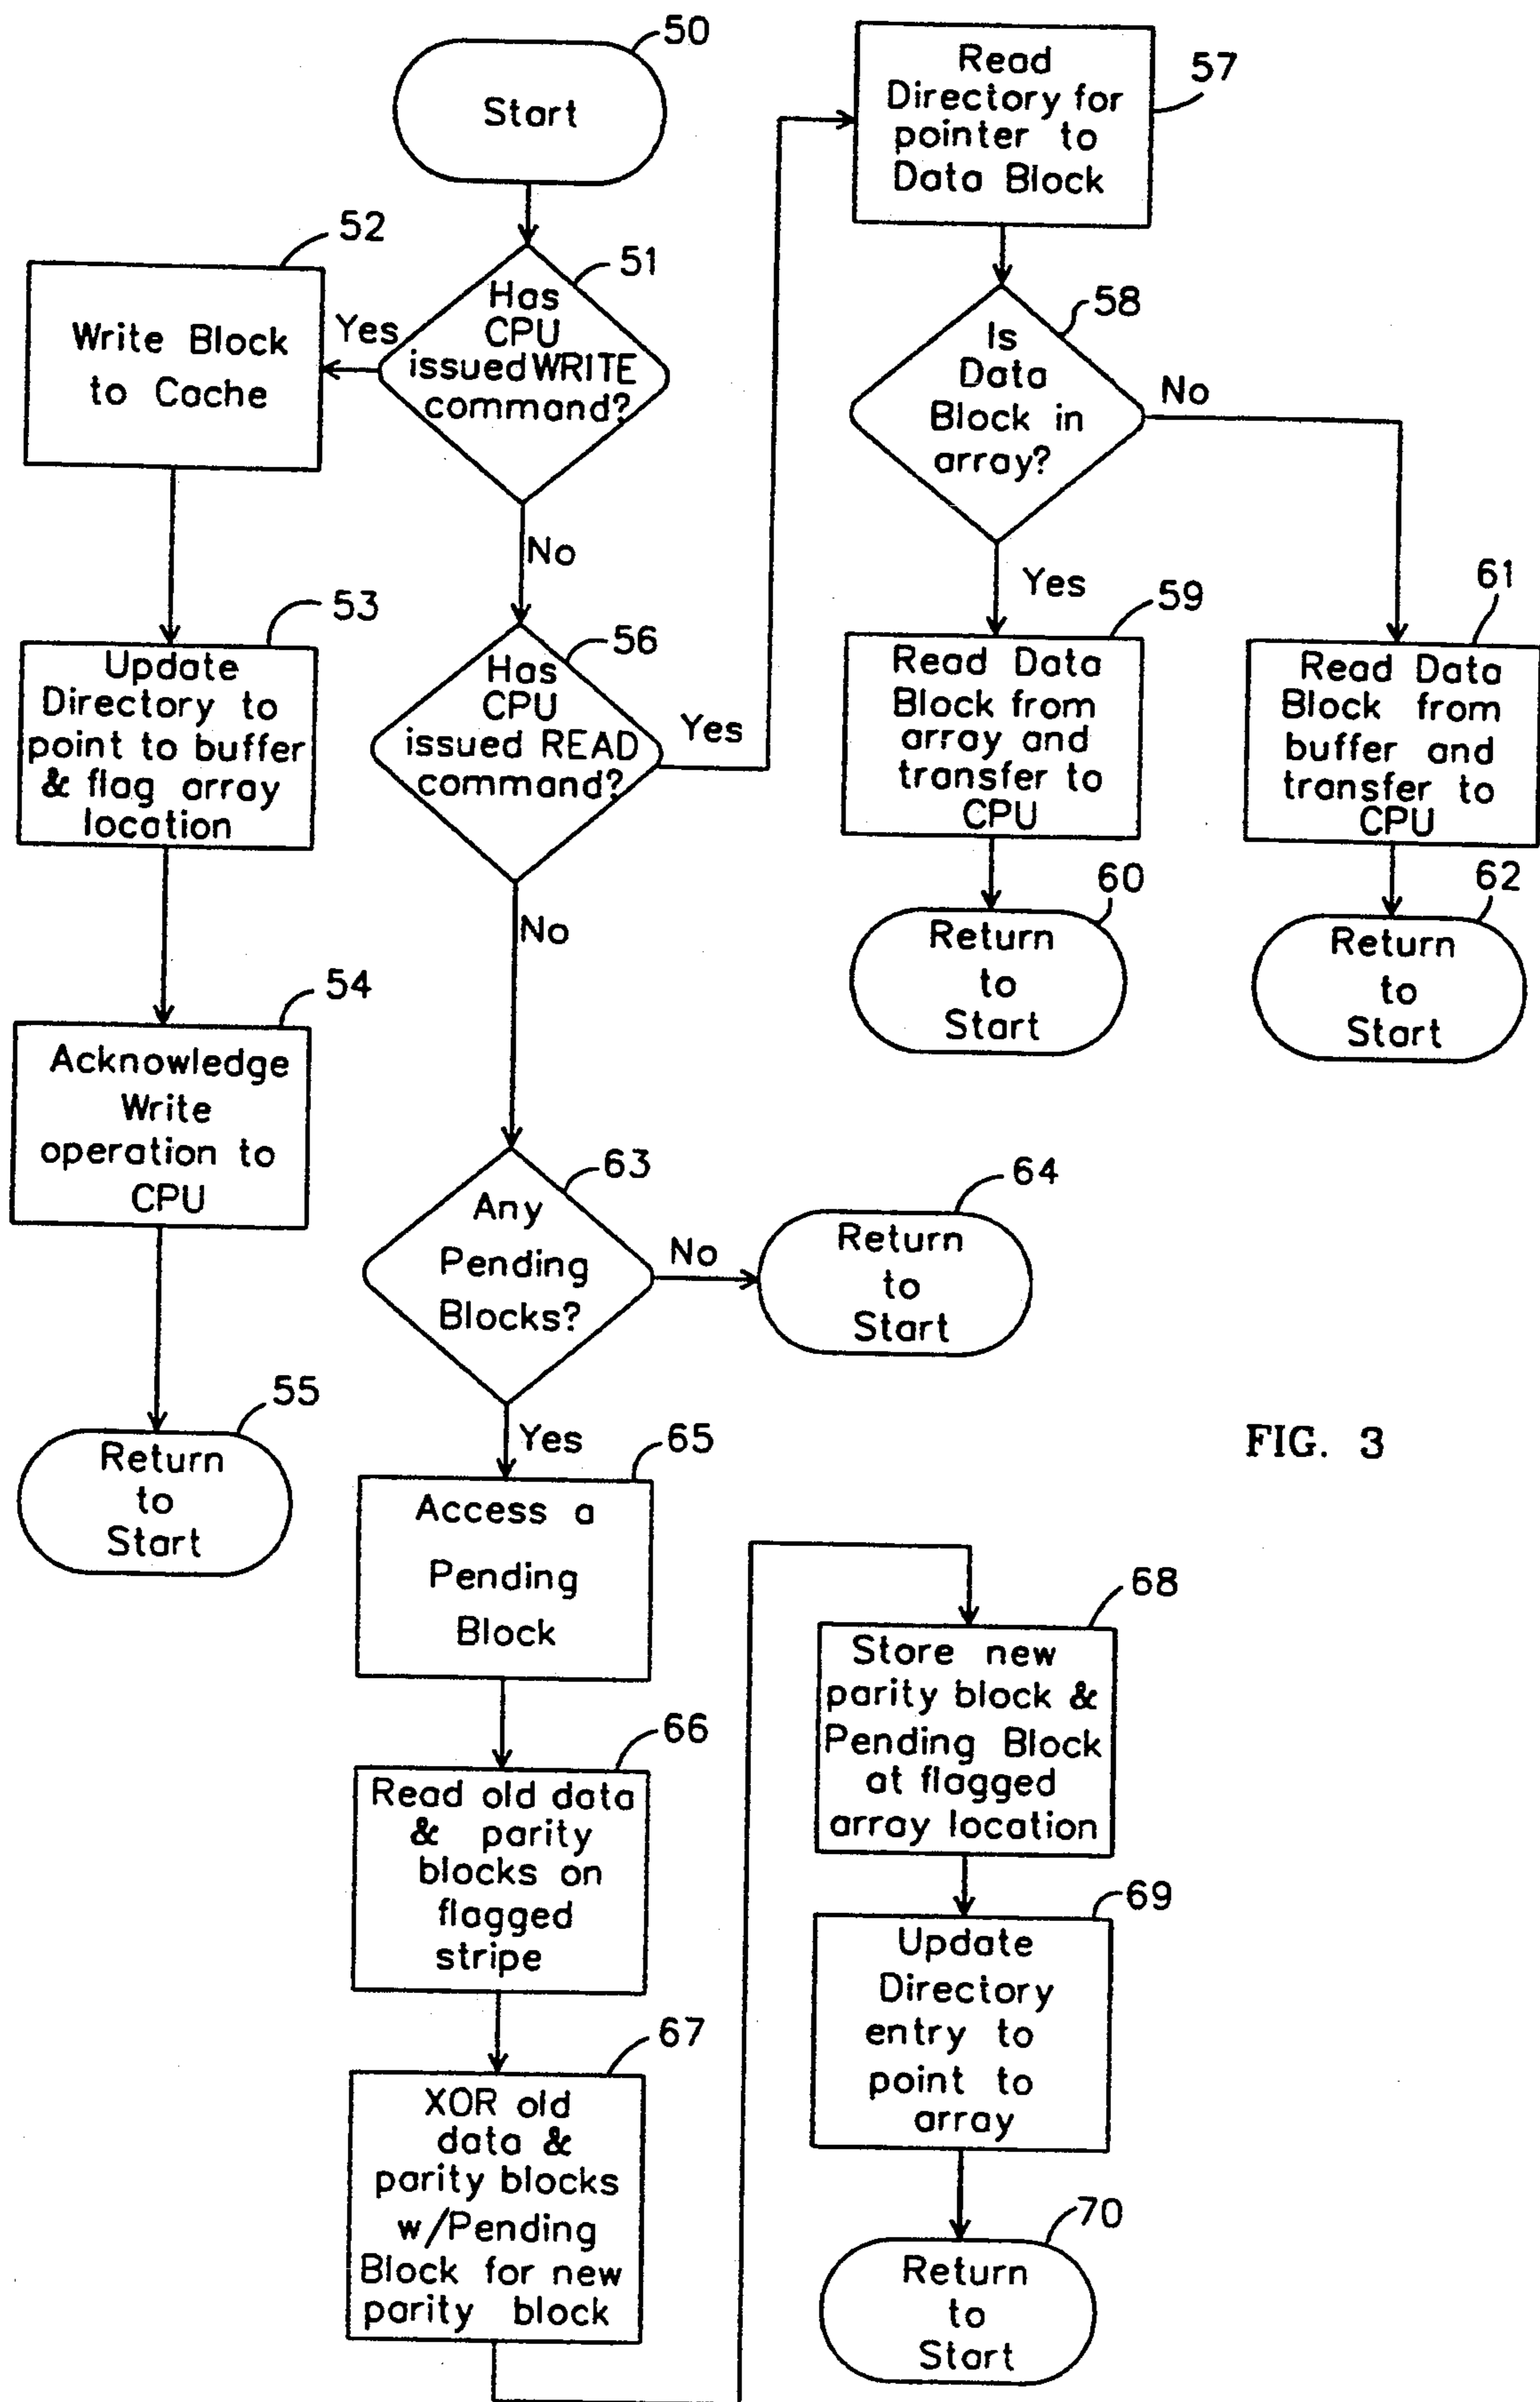 50
Start
51
Has
CPU
issued WRITE
command?
Yes
No
52
Write Block
to Cache
53
Update
Directory to
point to buffer
& flag array
location
54
Acknowledge
Write
operation to
CPU
55
Return
to
Start
56
Has
CPU
issued READ
command?
Yes
No
57
Read
Directory for
pointer to
Data Block
58
Is
Data
Block in
array?
No
Yes
59
Read Data
Block from
array and
transfer to
CPU
60
Return
to
Start
61
Read Data
Block from
buffer and
transfer to
CPU
62
Return
to
Start
63
Any
Pending
Blocks?
No
Yes
64
Return
to
Start
65
Access a
Pending
Block
66
Read old data
& parity
blocks on
flagged
stripe
67
XOR old
data &
parity blocks
w/Pending
Block for new
parity block
68
Store new
parity block &
Pending Block
at flagged
array location
69
Update
Directory
entry to
point to
array
70
Return
to
Start
FIG. 3